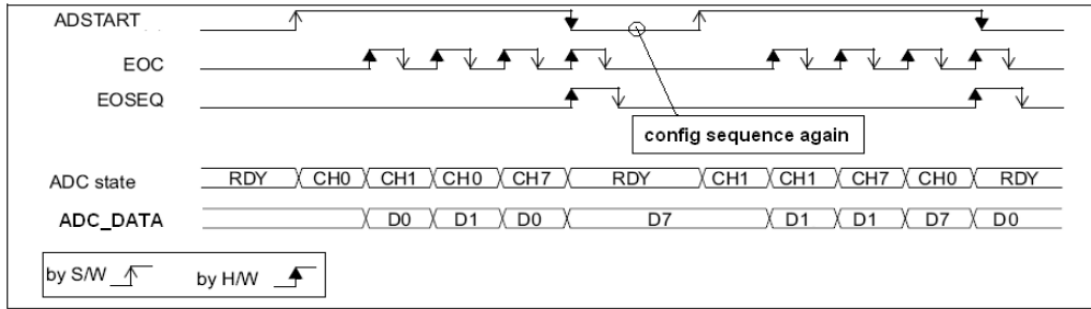 ADSTART
EOC
EOSEQ
config sequence again
ADC state RDY CH0 CH1 CH0 CH7 RDY CH1 CH1 CH7 CH0 RDY
ADC_DATA D0 D1 D0 D7 D1 D1 D7 D0
by S/W by H/W